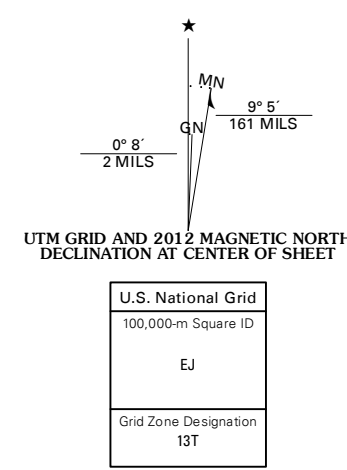 ★
MN
GN
9° 5´
161 MILS
0° 8´
2 MILS
UTM GRID AND 2012 MAGNETIC NORTH
DECLINATION AT CENTER OF SHEET
U.S. National Grid
100,000-m Square ID
EJ
Grid Zone Designation
13T